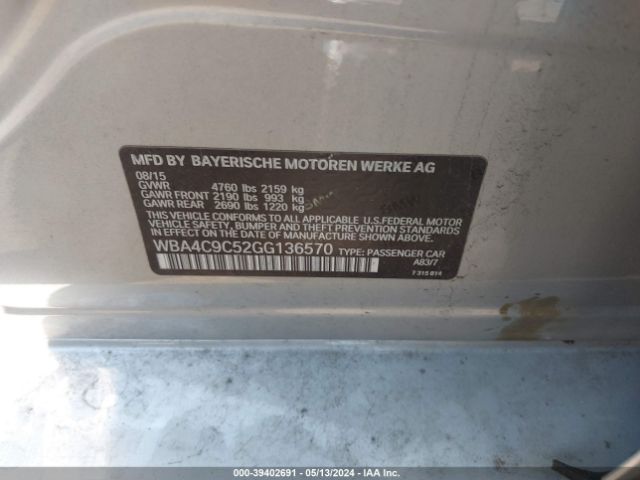 MFD BY BAYERISCHE MOTOREN WERKE AG
08/15
GVWR 4760 lbs 2159 kg
GAWR FRONT 2190 lbs 993 kg
GAWR REAR 2690 lbs 1220 kg
THIS VEHICLE CONFORMS TO ALL APPLICABLE U.S.FEDERAL MOTOR
VEHICLE SAFETY, BUMPER AND THEFT PREVENTION STANDARDS
IN EFFECT ON THE DATE OF MANUFACTURE SHOWN ABOVE.
WBA4C9C52GG136570 TYPE: PASSENGER CAR
A83/7
7 315 014
000-39402691 - 05/13/2024 - IAA Inc.